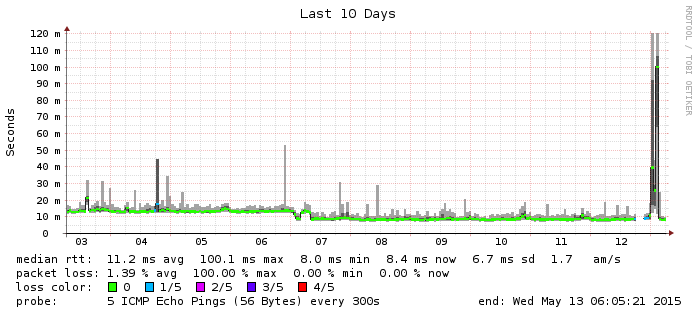 Last 10 Days
RRDTOOL / TOBI OETIKER
Seconds
120 m
110 m
100 m
90 m
80 m
70 m
60 m
50 m
40 m
30 m
20 m
10 m
0
03 04 05 06 07 08 09 10 11 12
median rtt: 11.2 ms avg 100.1 ms max 8.0 ms min 8.4 ms now 6.7 ms sd 1.7 am/s
packet loss: 1.39 % avg 100.00 % max 0.00 % min 0.00 % now
loss color: 0 1/5 2/5 3/5 4/5
probe: 5 ICMP Echo Pings (56 Bytes) every 300s end: Wed May 13 06:05:21 2015